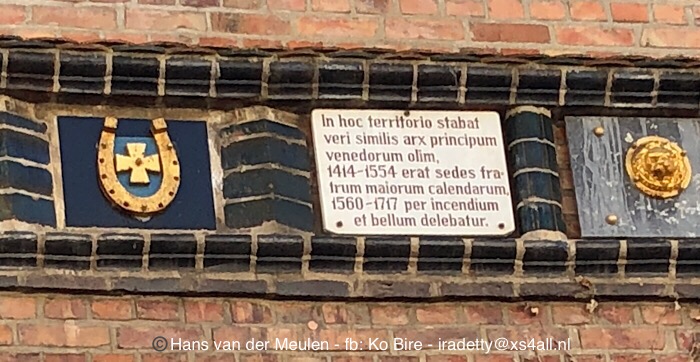 In hoc territorio stabat
veri similis arx principum
venedorum olim,
1414-1554 erat sedes fra
trum maiorum calendarum,
1560-1717 per incendium
et bellum delebatur.
© Hans van der Meulen - fb: Ko Bire - iradetty@xs4all.nl